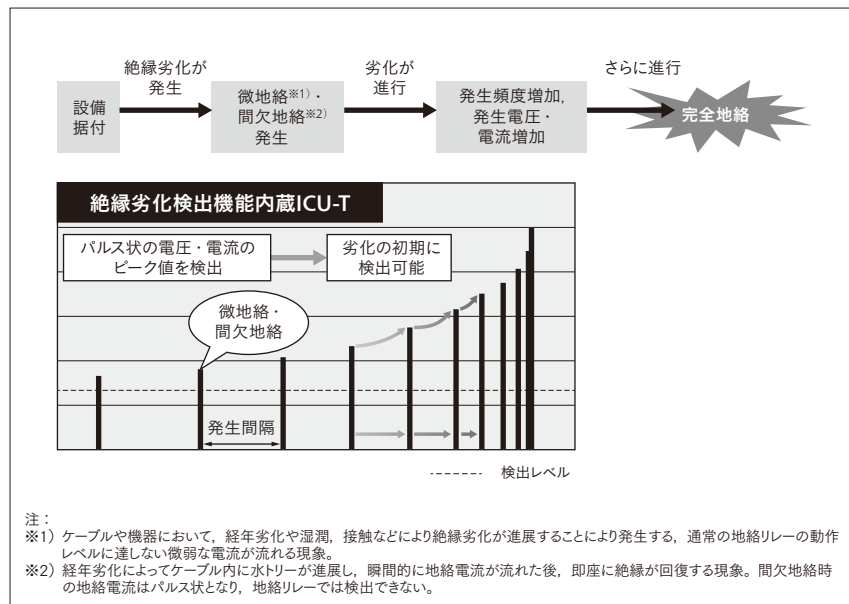 絶縁劣化が
発生
劣化が
進行
さらに進行
設備
据付
微地絡※1)・
間欠地絡※2)
発生
発生頻度増加,
発生電圧・
電流増加
完全地絡
絶縁劣化検出機能内蔵ICU-T
パルス状の電圧・電流の
ピーク値を検出
劣化の初期に
検出可能
微地絡・
間欠地絡
発生間隔
検出レベル
注：
※1) ケーブルや機器において，経年劣化や湿潤，接触などにより絶縁劣化が進展することにより発生する，通常の地絡リレーの動作
レベルに達しない微弱な電流が流れる現象。
※2) 経年劣化によってケーブル内に水トリーが進展し，瞬間的に地絡電流が流れた後，即座に絶縁が回復する現象。間欠地絡時
の地絡電流はパルス状となり，地絡リレーでは検出できない。